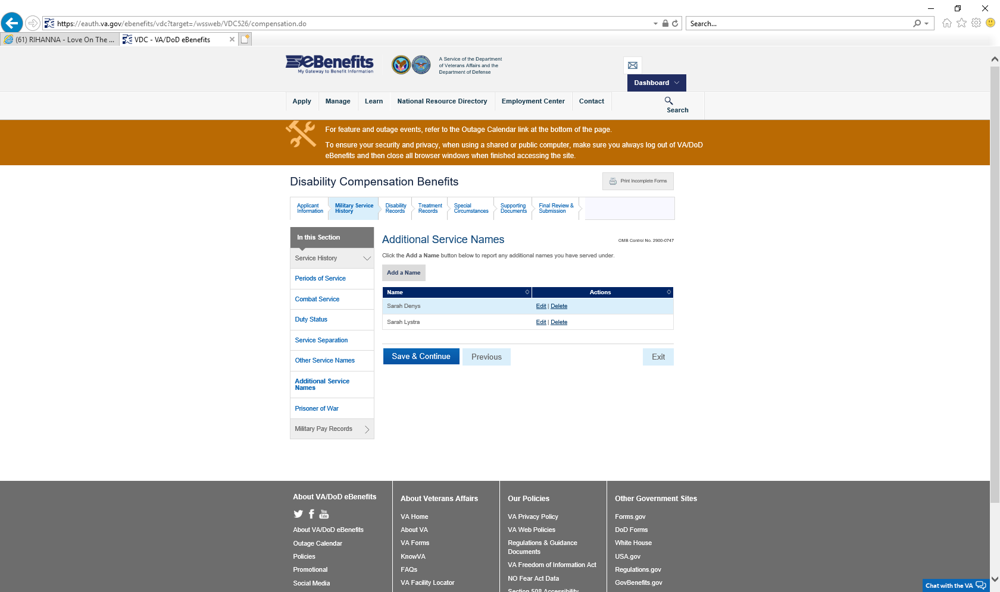 https://eauth.va.gov/ebenefits/vdc?target=/wssweb/VDC526/compensation.do
Search...
(61) RIHANNA - Love On The ...
VDC - VA/DoD eBenefits
eBenefits
My Gateway to Benefit Information
A Service of the Department
of Veterans Affairs and the
Department of Defense
Dashboard
Apply
Manage
Learn
National Resource Directory
Employment Center
Contact
Search
For feature and outage events, refer to the Outage Calendar link at the bottom of the page.
To ensure your security and privacy, when using a shared or public computer, make sure you always log out of VA/DoD
eBenefits and then close all browser windows when finished accessing the site.
Disability Compensation Benefits
Print Incomplete Forms
Applicant
Information
Military Service
History
Disability
Records
Treatment
Records
Special
Circumstances
Supporting
Documents
Final Review &
Submission
In this Section
Service History
Periods of Service
Combat Service
Duty Status
Service Separation
Other Service Names
Additional Service
Names
Prisoner of War
Military Pay Records
Additional Service Names
OMB Control No. 2900-0747
Click the Add a Name button below to report any additional names you have served under.
Add a Name
Name Actions
Sarah Denys Edit | Delete
Sarah Lystra Edit | Delete
Save & Continue
Previous
Exit
About VA/DoD eBenefits
You
Tube
About VA/DoD eBenefits
Outage Calendar
Policies
Promotional
Social Media
About Veterans Affairs
VA Home
About VA
VA Forms
KnowVA
FAQs
VA Facility Locator
Our Policies
VA Privacy Policy
VA Web Policies
Regulations & Guidance
Documents
VA Freedom of Information Act
NO Fear Act Data
Section 508 Accessibility
Other Government Sites
Forms.gov
DoD Forms
White House
USA.gov
Regulations.gov
GovBenefits.gov
Chat with the VA